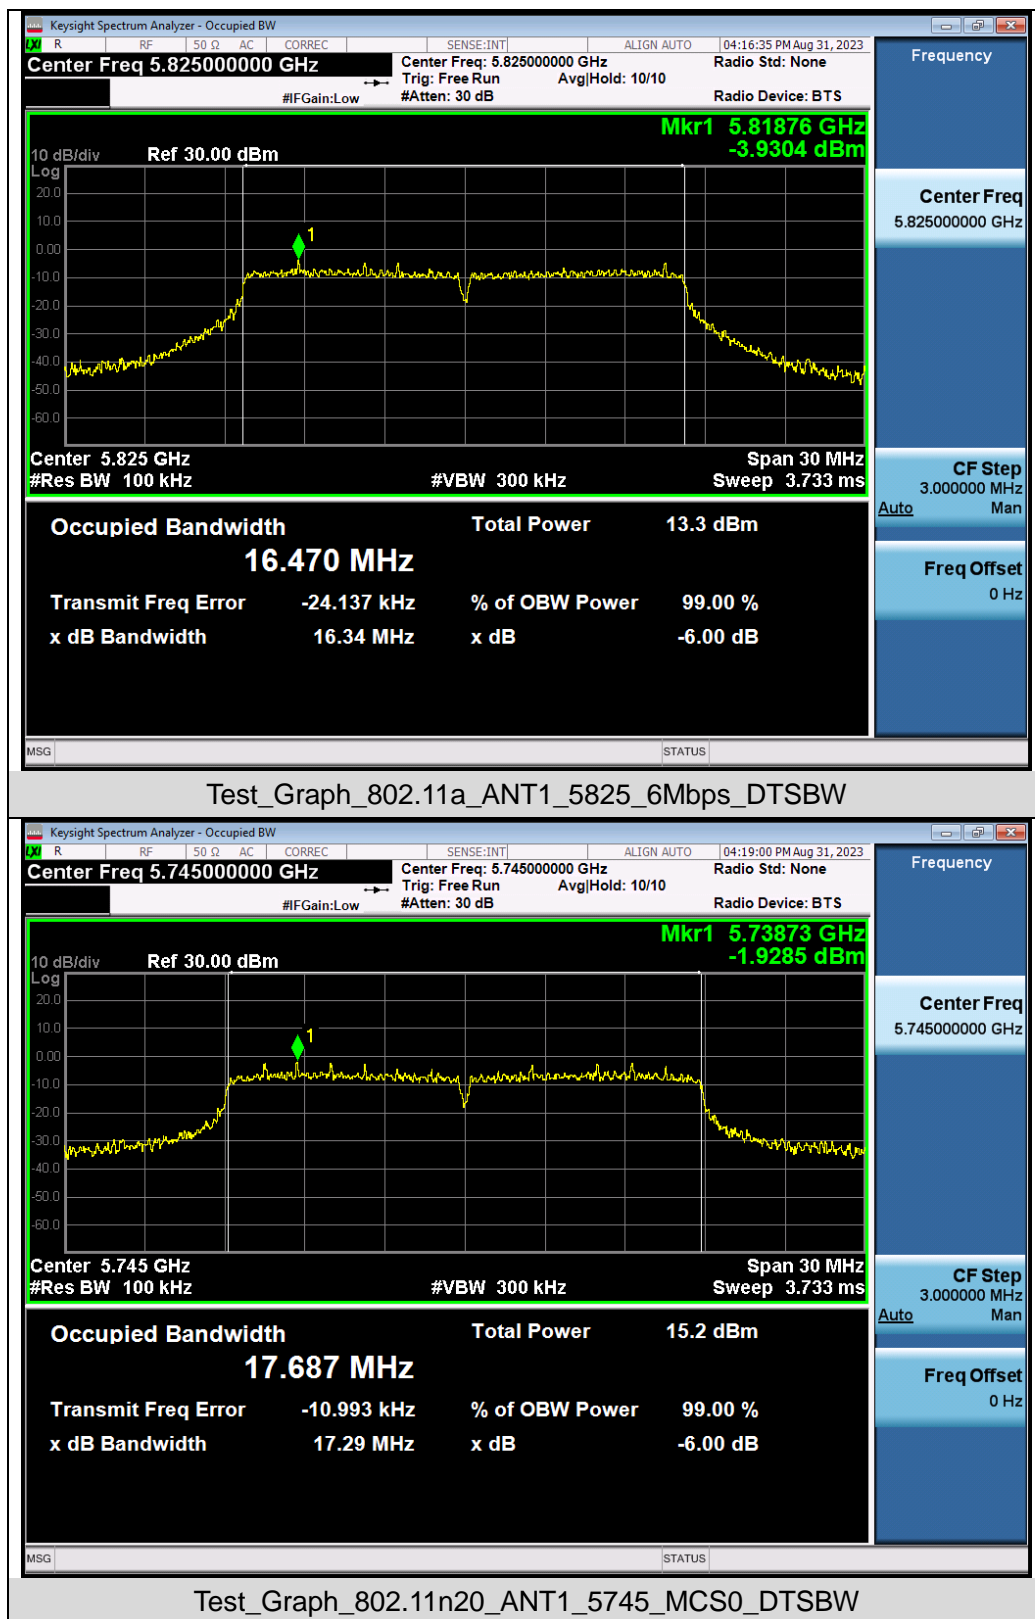 Keysight Spectrum Analyzer - Occupied BW
LXI R RF 50 Ω AC CORREC SENSE:INT ALIGN AUTO 04:16:35 PM Aug 31, 2023
Center Freq 5.825000000 GHz
Center Freq: 5.825000000 GHz Radio Std: None
Trig: Free Run Avg|Hold: 10/10
#IFGain:Low #Atten: 30 dB Radio Device: BTS
Frequency
Mkr1 5.81876 GHz
-3.9304 dBm
10 dB/div Ref 30.00 dBm
Log
20.0
10.0
0.00
-10.0
-20.0
-30.0
-40.0
-50.0
-60.0
1
Center 5.825 GHz Span 30 MHz
#Res BW 100 kHz #VBW 300 kHz Sweep 3.733 ms
Center Freq
5.825000000 GHz
CF Step
3.000000 MHz
Auto Man
Freq Offset
0 Hz
Occupied Bandwidth Total Power 13.3 dBm
16.470 MHz
Transmit Freq Error -24.137 kHz % of OBW Power 99.00 %
x dB Bandwidth 16.34 MHz x dB -6.00 dB
MSG STATUS
Test_Graph_802.11a_ANT1_5825_6Mbps_DTSBW
Keysight Spectrum Analyzer - Occupied BW
LXI R RF 50 Ω AC CORREC SENSE:INT ALIGN AUTO 04:19:00 PM Aug 31, 2023
Center Freq 5.745000000 GHz
Center Freq: 5.745000000 GHz Radio Std: None
Trig: Free Run Avg|Hold: 10/10
#IFGain:Low #Atten: 30 dB Radio Device: BTS
Frequency
Mkr1 5.73873 GHz
-1.9285 dBm
10 dB/div Ref 30.00 dBm
Log
20.0
10.0
0.00
-10.0
-20.0
-30.0
-40.0
-50.0
-60.0
1
Center 5.745 GHz Span 30 MHz
#Res BW 100 kHz #VBW 300 kHz Sweep 3.733 ms
Center Freq
5.745000000 GHz
CF Step
3.000000 MHz
Auto Man
Freq Offset
0 Hz
Occupied Bandwidth Total Power 15.2 dBm
17.687 MHz
Transmit Freq Error -10.993 kHz % of OBW Power 99.00 %
x dB Bandwidth 17.29 MHz x dB -6.00 dB
MSG STATUS
Test_Graph_802.11n20_ANT1_5745_MCS0_DTSBW